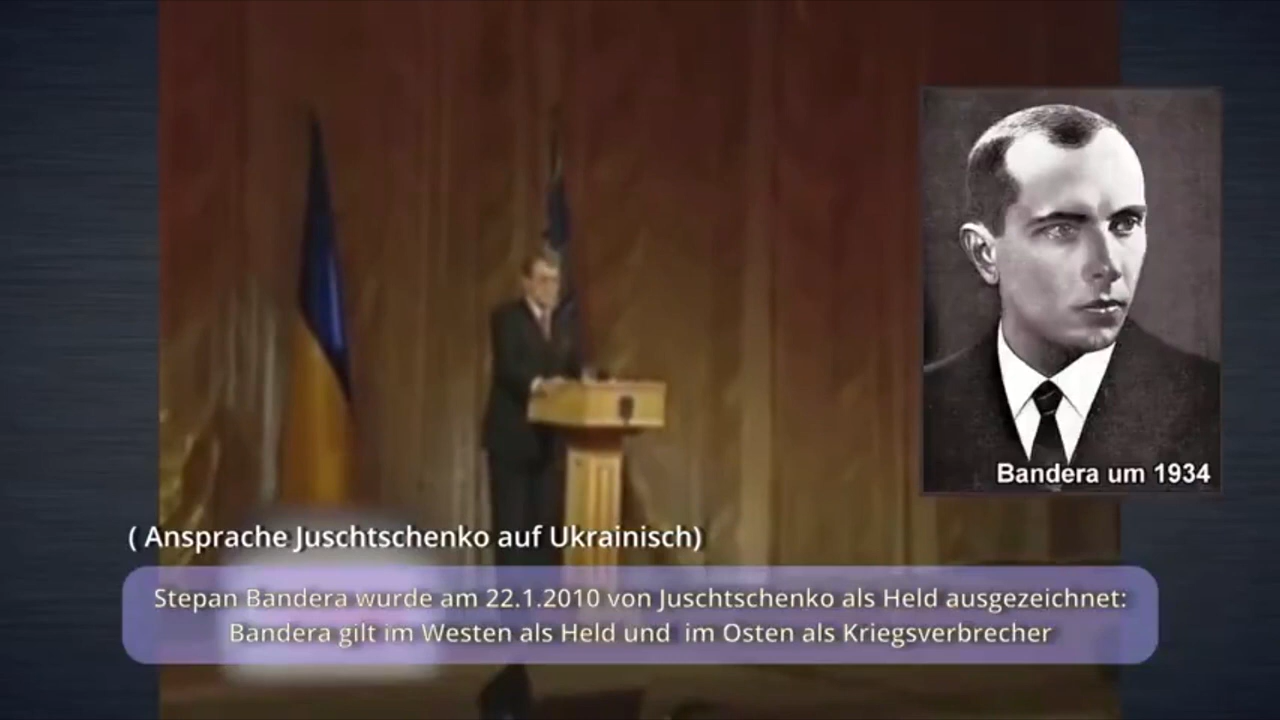 Bandera um 1934
( Ansprache Juschtschenko auf Ukrainisch)
Stepan Bandera wurde am 22.1.2010 von Juschtschenko als Held ausgezeichnet:
Bandera gilt im Westen als Held und im Osten als Kriegsverbrecher